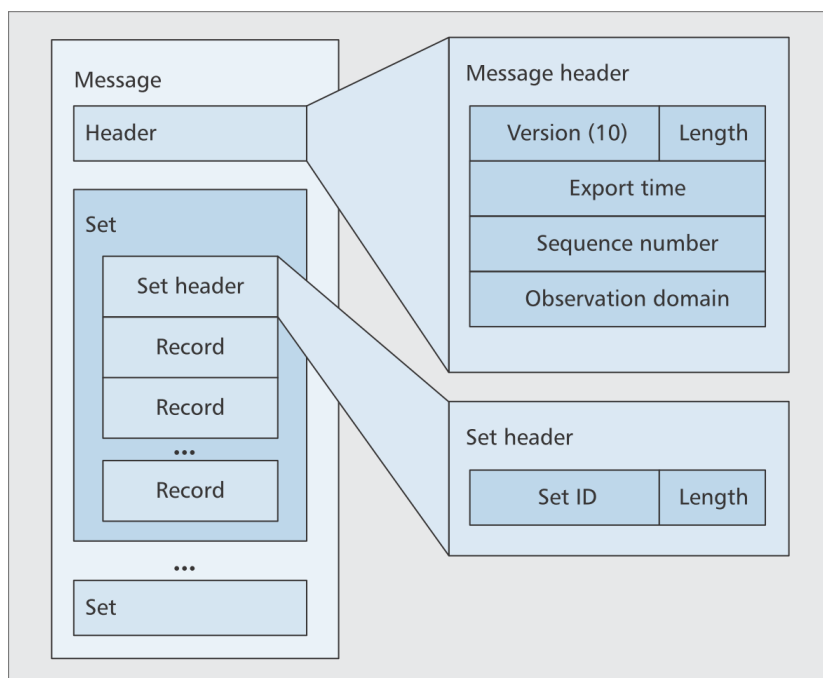 Message
Header
Set
Set header
Record
Record
...
Record
...
Set
Message header
Version (10) Length
Export time
Sequence number
Observation domain
Set header
Set ID Length